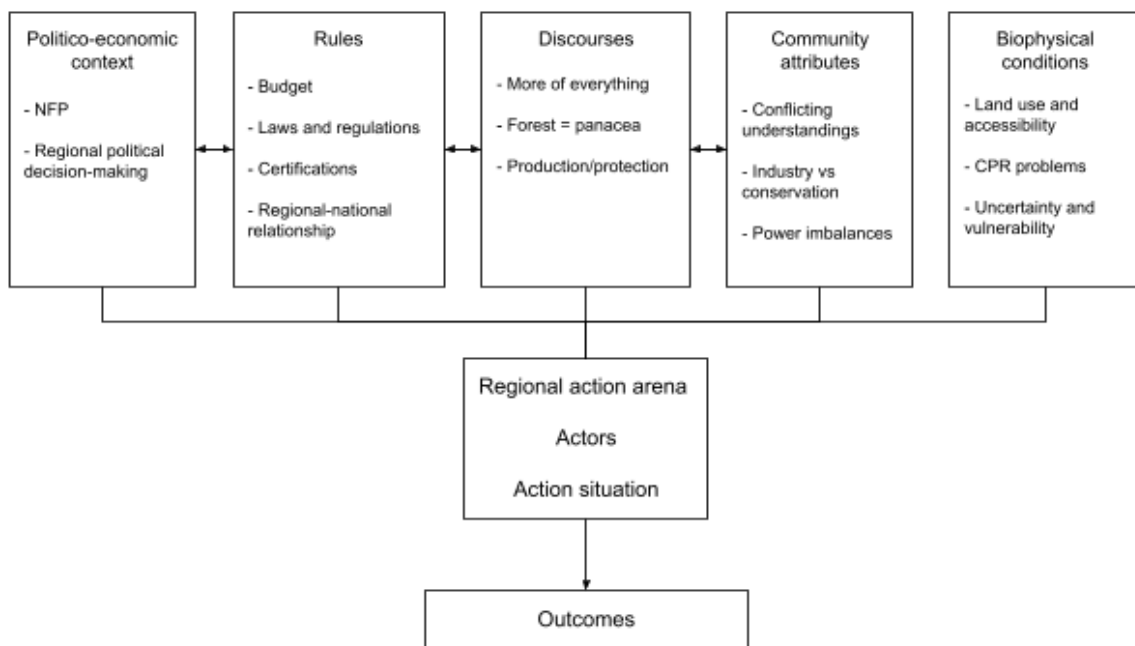 Politico-economic
context
- NFP
- Regional political
decision-making
Rules
- Budget
- Laws and regulations
- Certifications
- Regional-national
relationship
Discourses
- More of everything
- Forest = panacea
- Production/protection
Community
attributes
- Conflicting
understandings
- Industry vs
conservation
- Power imbalances
Biophysical
conditions
- Land use and
accessibility
- CPR problems
- Uncertainty and
vulnerability
Regional action arena
Actors
Action situation
Outcomes